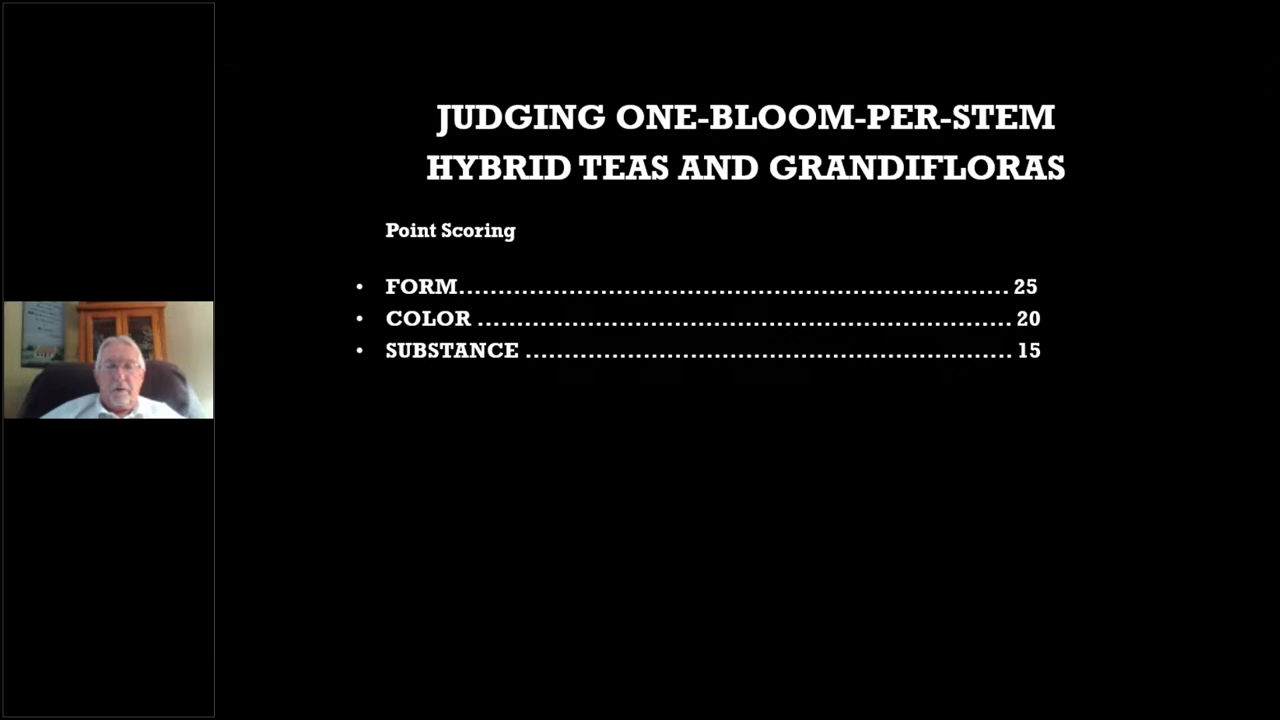 JUDGING ONE-BLOOM-PER-STEM
HYBRID TEAS AND GRANDIFLORAS
Point Scoring
• FORM.......................................................... 25
• COLOR ......................................................... 20
• SUBSTANCE .................................................... 15